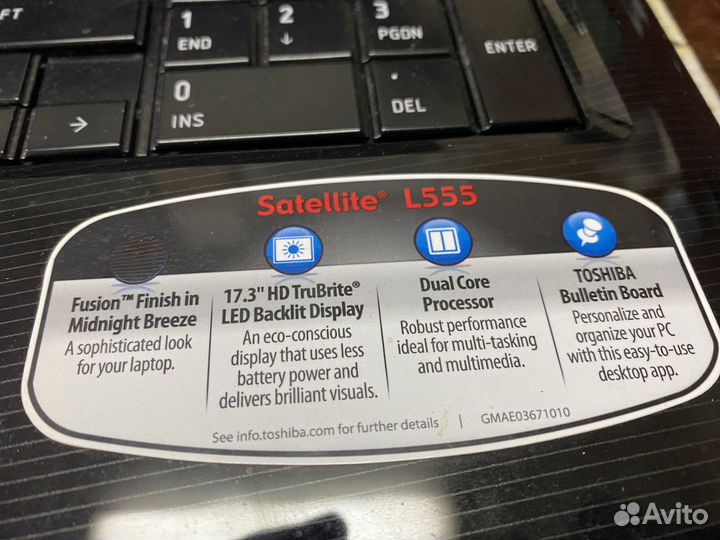 FT
1
END
2
↓
3
PGDN
ENTER
0
INS
.
DEL
→
Satellite® L555
Fusion™ Finish in
Midnight Breeze
A sophisticated look
for your laptop.
17.3" HD TruBrite®
LED Backlit Display
An eco-conscious
display that uses less
battery power and
delivers brilliant visuals.
Dual Core
Processor
Robust performance
ideal for multi-tasking
and multimedia.
TOSHIBA
Bulletin Board
Personalize and
organize your PC
with this easy-to-use
desktop app.
See info.toshiba.com for further details | GMAE03671010
Avito